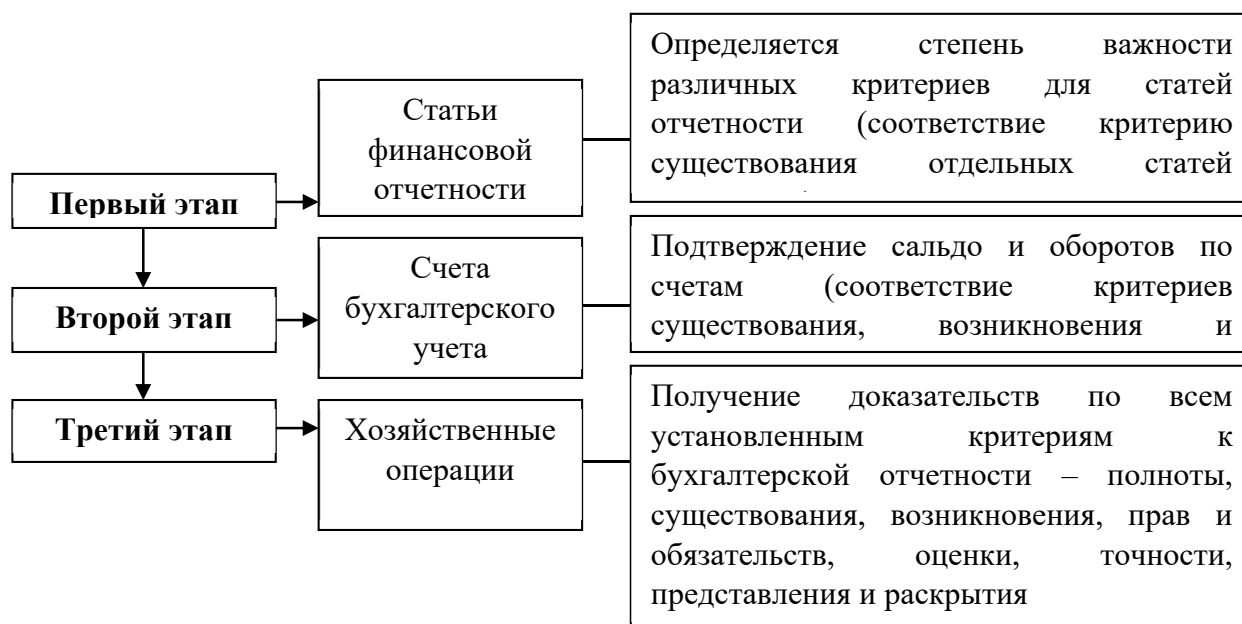 Первый этап
Статьи
финансовой
отчетности
Определяется степень важности
различных критериев для статей
отчетности (соответствие критерию
существования отдельных статей
Второй этап
Счета
бухгалтерского
учета
Подтверждение сальдо и оборотов по
счетам (соответствие критериев
существования, возникновения и
Третий этап
Хозяйственные
операции
Получение доказательств по всем
установленным критериям к
бухгалтерской отчетности – полноты,
существования, возникновения, прав и
обязательств, оценки, точности,
представления и раскрытия